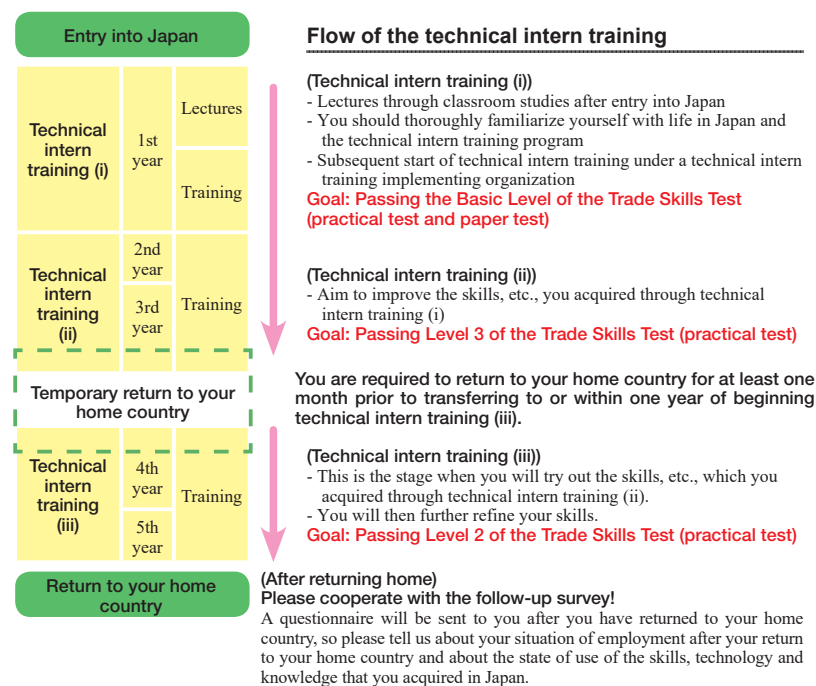 Entry into Japan
Technical
intern
training (i)
1st
year
Lectures
Training
Technical
intern
training
(ii)
2nd
year
3rd
year
Training
Temporary return to your
home country
Technical
intern
training
(iii)
4th
year
5th
year
Training
Return to your home
country
Flow of the technical intern training
(Technical intern training (i))
- Lectures through classroom studies after entry into Japan
- You should thoroughly familiarize yourself with life in Japan and
the technical intern training program
- Subsequent start of technical intern training under a technical intern
training implementing organization
Goal: Passing the Basic Level of the Trade Skills Test
(practical test and paper test)
(Technical intern training (ii))
- Aim to improve the skills, etc., you acquired through technical
intern training (i)
Goal: Passing Level 3 of the Trade Skills Test (practical test)
You are required to return to your home country for at least one
month prior to transferring to or within one year of beginning
technical intern training (iii).
(Technical intern training (iii))
- This is the stage when you will try out the skills, etc., which you
acquired through technical intern training (ii).
- You will then further refine your skills.
Goal: Passing Level 2 of the Trade Skills Test (practical test)
(After returning home)
Please cooperate with the follow-up survey!
A questionnaire will be sent to you after you have returned to your home
country, so please tell us about your situation of employment after your return
to your home country and about the state of use of the skills, technology and
knowledge that you acquired in Japan.